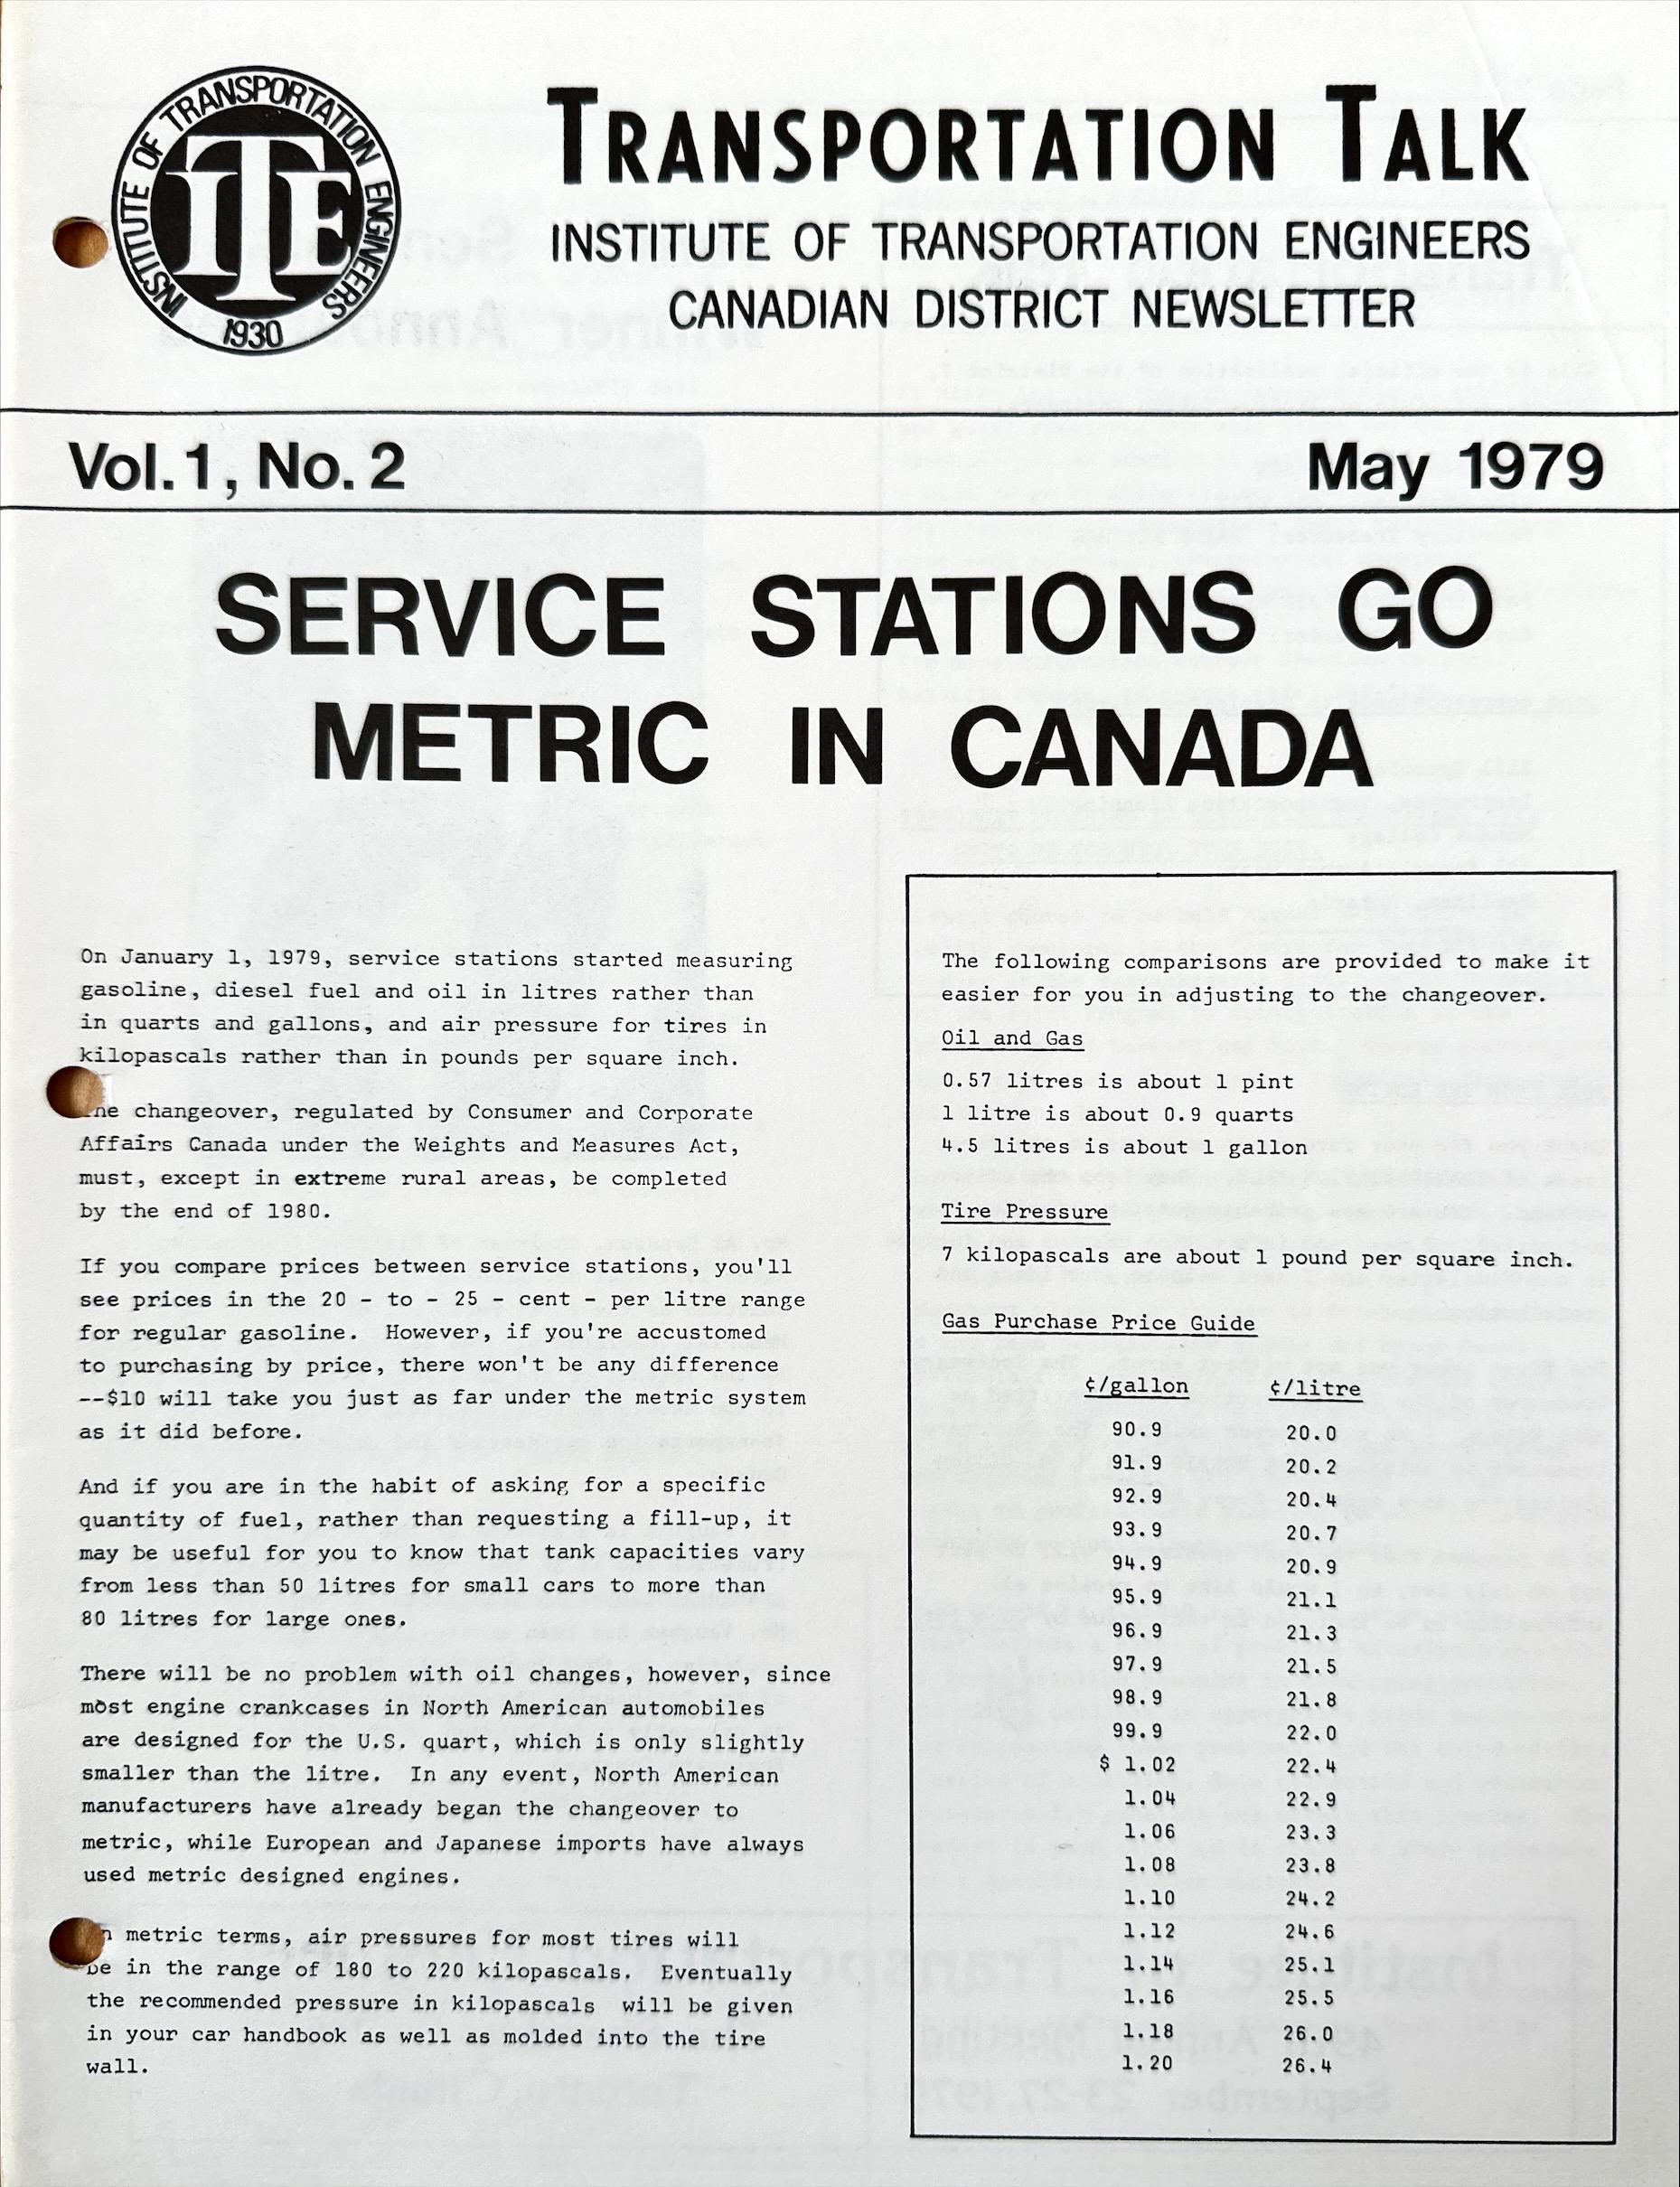 INSTITUTE OF TRANSPORTATION ENGINEERS
ITE
1930
TRANSPORTATION TALK
INSTITUTE OF TRANSPORTATION ENGINEERS
CANADIAN DISTRICT NEWSLETTER
Vol. 1, No. 2
May 1979
SERVICE STATIONS GO
METRIC IN CANADA
On January 1, 1979, service stations started measuring
gasoline, diesel fuel and oil in litres rather than
in quarts and gallons, and air pressure for tires in
kilopascals rather than in pounds per square inch.
he changeover, regulated by Consumer and Corporate
Affairs Canada under the Weights and Measures Act,
must, except in extreme rural areas, be completed
by the end of 1980.
If you compare prices between service stations, you'll
see prices in the 20 - to - 25 - cent - per litre range
for regular gasoline. However, if you're accustomed
to purchasing by price, there won't be any difference
--$10 will take you just as far under the metric system
as it did before.
And if you are in the habit of asking for a specific
quantity of fuel, rather than requesting a fill-up, it
may be useful for you to know that tank capacities vary
from less than 50 litres for small cars to more than
80 litres for large ones.
There will be no problem with oil changes, however, since
most engine crankcases in North American automobiles
are designed for the U.S. quart, which is only slightly
smaller than the litre. In any event, North American
manufacturers have already began the changeover to
metric, while European and Japanese imports have always
used metric designed engines.
n metric terms, air pressures for most tires will
be in the range of 180 to 220 kilopascals. Eventually
the recommended pressure in kilopascals will be given
in your car handbook as well as molded into the tire
wall.
The following comparisons are provided to make it
easier for you in adjusting to the changeover.
Oil and Gas
0.57 litres is about 1 pint
1 litre is about 0.9 quarts
4.5 litres is about 1 gallon
Tire Pressure
7 kilopascals are about 1 pound per square inch.
Gas Purchase Price Guide
¢/gallon ¢/litre
90.9 20.0
91.9 20.2
92.9 20.4
93.9 20.7
94.9 20.9
95.9 21.1
96.9 21.3
97.9 21.5
98.9 21.8
99.9 22.0
$ 1.02 22.4
1.04 22.9
1.06 23.3
1.08 23.8
1.10 24.2
1.12 24.6
1.14 25.1
1.16 25.5
1.18 26.0
1.20 26.4